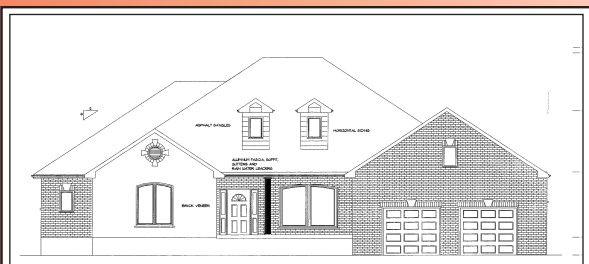 ASPHALT SHINGLES
HORIZONTAL SIDING
ALUMINUM FASCIA, SOFFIT,
GUTTERS AND
RAIN WATER LEADERS
BRICK VENEER